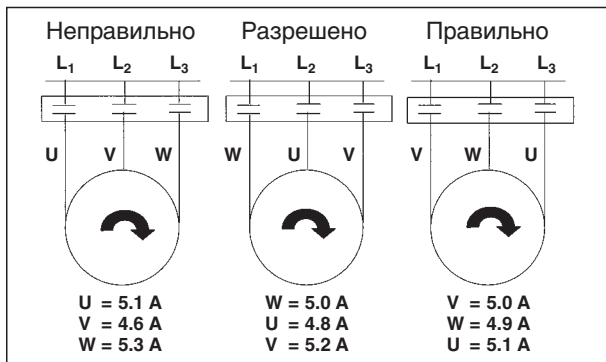 Неправильно Разрешено Правильно
L1 L2 L3 L1 L2 L3 L1 L2 L3
U V W W U V V W U
U = 5.1 A W = 5.0 A V = 5.0 A
V = 4.6 A U = 4.8 A W = 4.9 A
W = 5.3 A V = 5.2 A U = 5.1 A